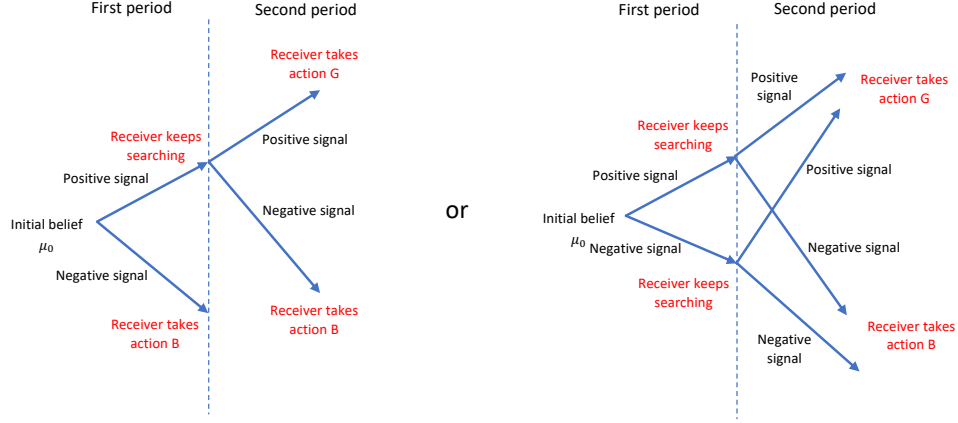 First period
Second period
Receiver takes
action G
Positive signal
Receiver keeps
searching
Positive signal
Initial belief
μ₀
Negative signal
Negative signal
Receiver takes
action B
Receiver takes
action B
or
First period
Second period
Positive
signal
Receiver takes
action G
Receiver keeps
searching
Positive signal
Positive signal
Initial belief
μ₀
Negative signal
Negative signal
Receiver keeps
searching
Receiver takes
action B
Negative
signal